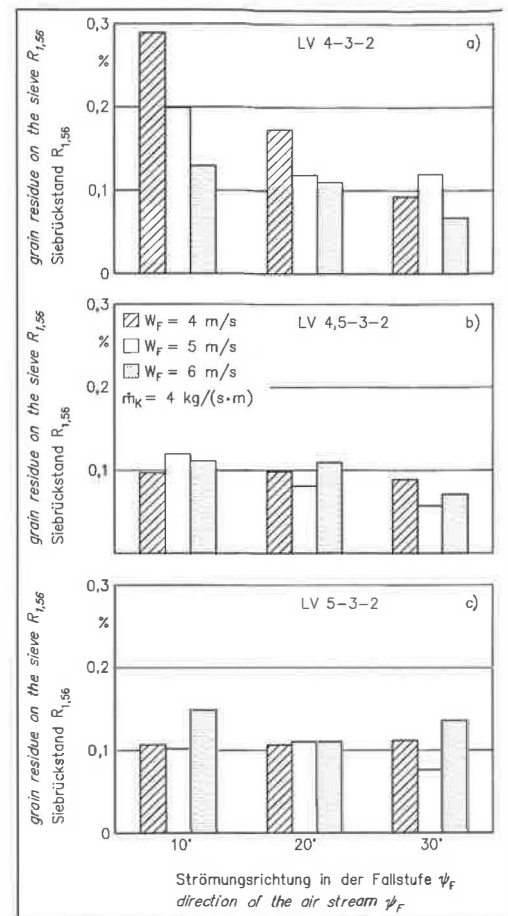 0,3
LV 4-3-2
a)
%
0,2
0,1
0
grain residue on the sieve R1,56
Siebrückstand R1,56
0,3
WF = 4 m/s
LV 4,5-3-2
b)
%
WF = 5 m/s
0,2
WF = 6 m/s
ṁK = 4 kg/(s·m)
0,1
grain residue on the sieve R1,56
Siebrückstand R1,56
0,3
LV 5-3-2
c)
%
0,2
0,1
0
grain residue on the sieve R1,56
Siebrückstand R1,56
10° 20° 30°
Strömungsrichtung in der Fallstufe ψF
direction of the air stream ψF